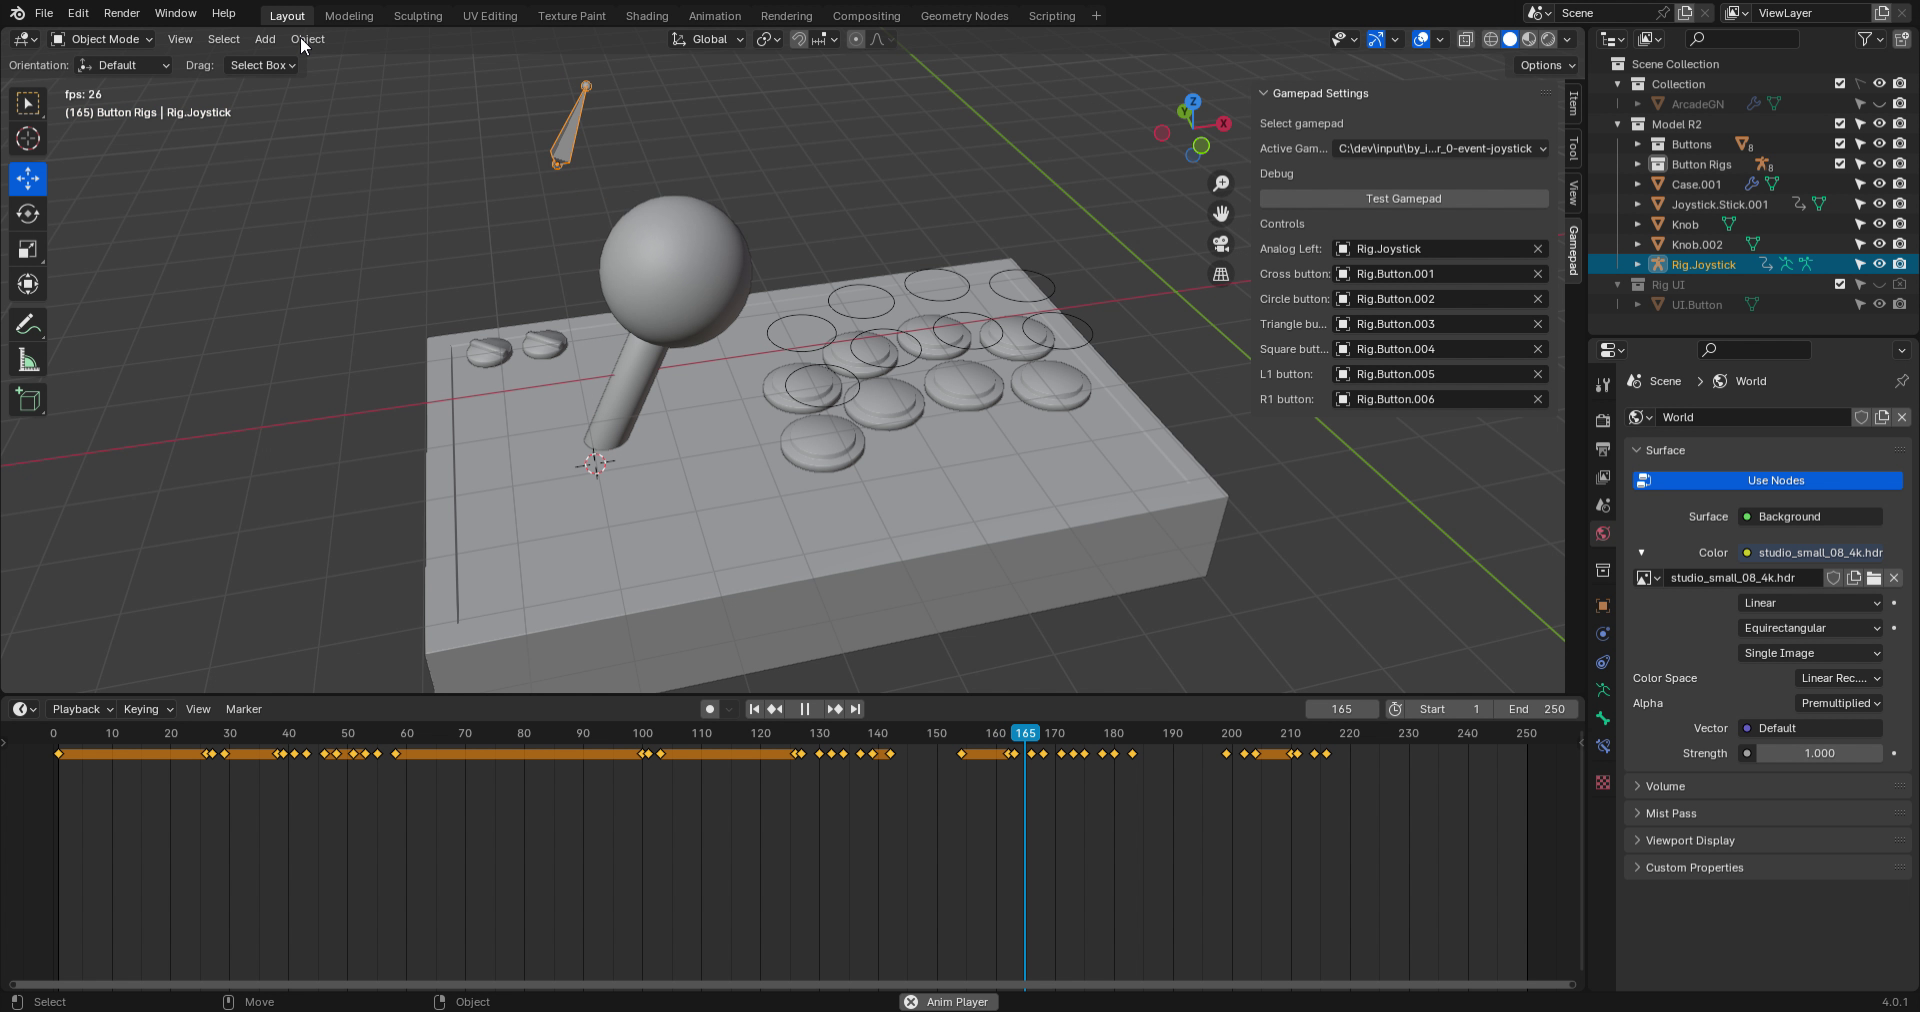 File Edit Render Window Help Layout Modeling Sculpting UV Editing Texture Paint Shading Animation Rendering Compositing Geometry Nodes Scripting + Scene ViewLayer
Object Mode View Select Add Object Global
Orientation: Default Drag: Select Box Options
fps: 26
(165) Button Rigs | Rig.Joystick
Z
Y
X
Gamepad Settings
Select gamepad
Active Gam... C:\dev\input\by_i...r_0-event-joystick
Debug
Test Gamepad
Controls
Analog Left: Rig.Joystick
Cross button: Rig.Button.001
Circle button: Rig.Button.002
Triangle bu... Rig.Button.003
Square butt... Rig.Button.004
L1 button: Rig.Button.005
R1 button: Rig.Button.006
Item
Tool
View
Gamepad
Scene Collection
Collection
ArcadeGN
Model R2
Buttons 8
Button Rigs 8
Case.001
Joystick.Stick.001
Knob
Knob.002
Rig.Joystick
Rig UI
UI.Button
Scene > World
World
Surface
Use Nodes
Surface Background
Color studio_small_08_4k.hdr
studio_small_08_4k.hdr
Linear
Equirectangular
Single Image
Color Space Linear Rec....
Alpha Premultiplied
Vector Default
Strength 1.000
Volume
Mist Pass
Viewport Display
Custom Properties
Playback Keying View Marker 165 Start 1 End 250
0 10 20 30 40 50 60 70 80 90 100 110 120 130 140 150 160 165 170 180 190 200 210 220 230 240 250
Select Move Object Anim Player 4.0.1